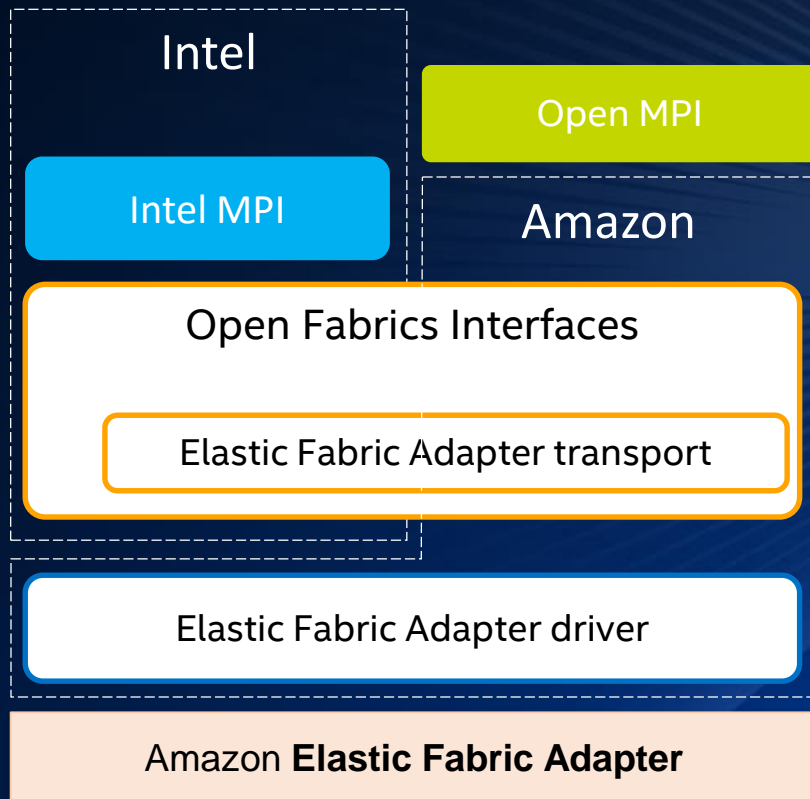 Intel
Open MPI
Intel MPI
Amazon
Open Fabrics Interfaces
Elastic Fabric Adapter transport
Elastic Fabric Adapter driver
Amazon Elastic Fabric Adapter